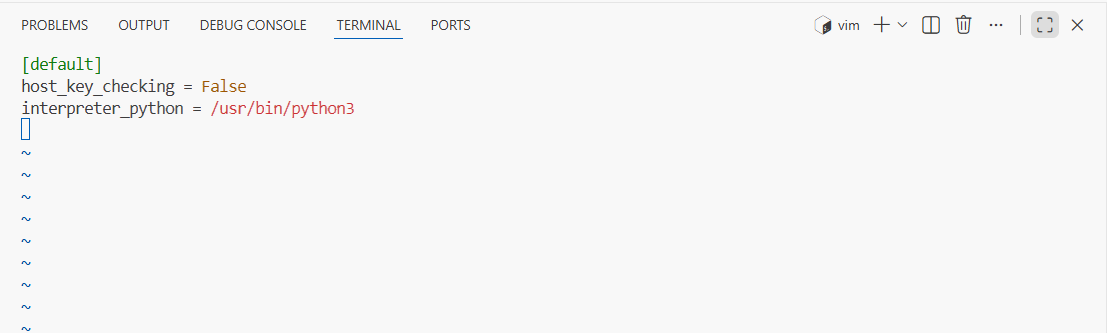 PROBLEMS OUTPUT DEBUG CONSOLE TERMINAL PORTS vim
[default]
host_key_checking = False
interpreter_python = /usr/bin/python3
~
~
~
~
~
~
~
~
~